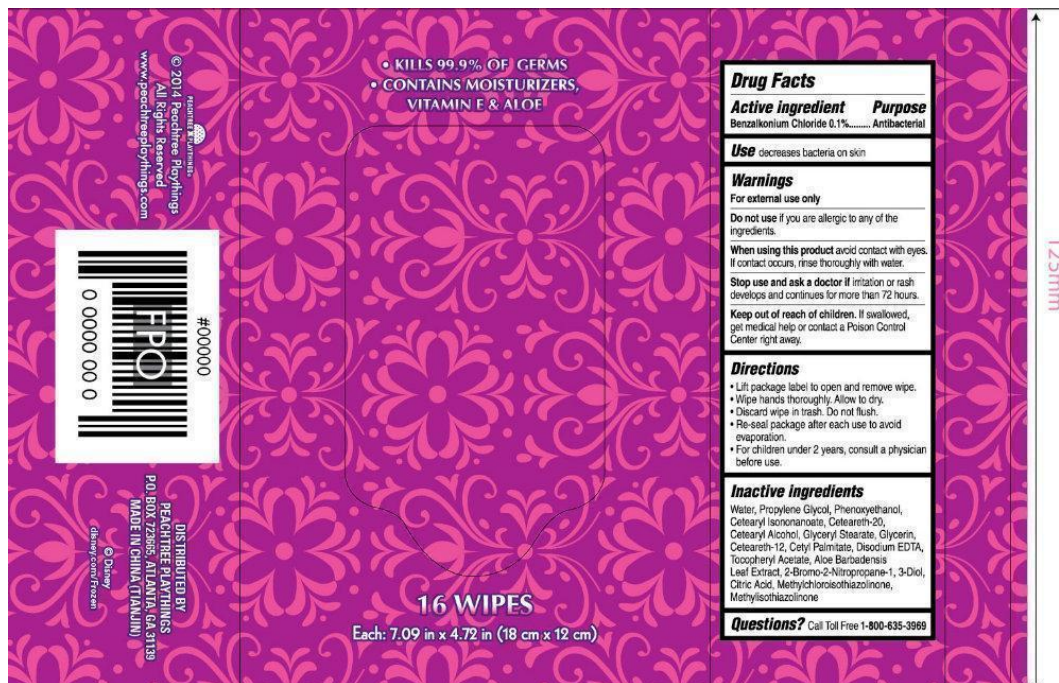 • KILLS 99.9% OF GERMS
• CONTAINS MOISTURIZERS,
VITAMIN E & ALOE
16 WIPES
Each: 7.09 in x 4.72 in (18 cm x 12 cm)
PEACHTREE PLAYTHINGS®
© 2014 Peachtree Playthings
All Rights Reserved
www.peachtreeplaythings.com
#00000
FPO
0 0000 00 0
DISTRIBUTED BY
PEACHTREE PLAYTHINGS
P.O. BOX 723665, ATLANTA, GA 31139
MADE IN CHINA (TIANJIN)
© Disney
disney.com/Frozen
Drug Facts
Active ingredient Purpose
Benzalkonium Chloride 0.1%......... Antibacterial
Use decreases bacteria on skin
Warnings
For external use only
Do not use if you are allergic to any of the
ingredients.
When using this product avoid contact with eyes.
If contact occurs, rinse thoroughly with water.
Stop use and ask a doctor if irritation or rash
develops and continues for more than 72 hours.
Keep out of reach of children. If swallowed,
get medical help or contact a Poison Control
Center right away.
Directions
• Lift package label to open and remove wipe.
• Wipe hands thoroughly. Allow to dry.
• Discard wipe in trash. Do not flush.
• Re-seal package after each use to avoid
evaporation.
• For children under 2 years, consult a physician
before use.
Inactive ingredients
Water, Propylene Glycol, Phenoxyethanol,
Cetearyl Isononanoate, Ceteareth-20,
Cetearyl Alcohol, Glyceryl Stearate, Glycerin,
Ceteareth-12, Cetyl Palmitate, Disodium EDTA,
Tocopheryl Acetate, Aloe Barbadensis
Leaf Extract, 2-Bromo-2-Nitropropane-1, 3-Diol,
Citric Acid, Methylchloroisothiazolinone,
Methylisothiazolinone
Questions? Call Toll Free 1-800-635-3969
125mm